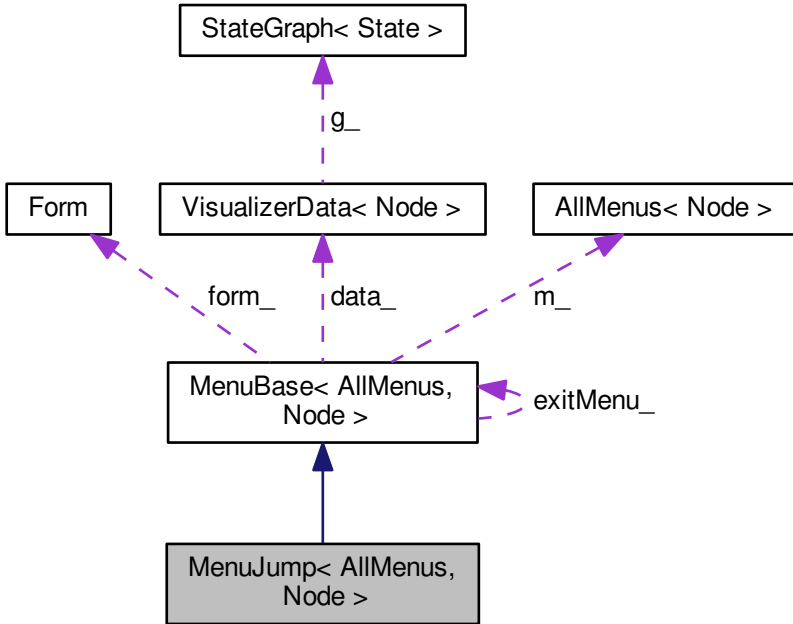 StateGraph< State >
g_
Form
VisualizerData< Node >
AllMenus< Node >
form_
data_
m_
MenuBase< AllMenus,
Node >
exitMenu_
MenuJump< AllMenus,
Node >